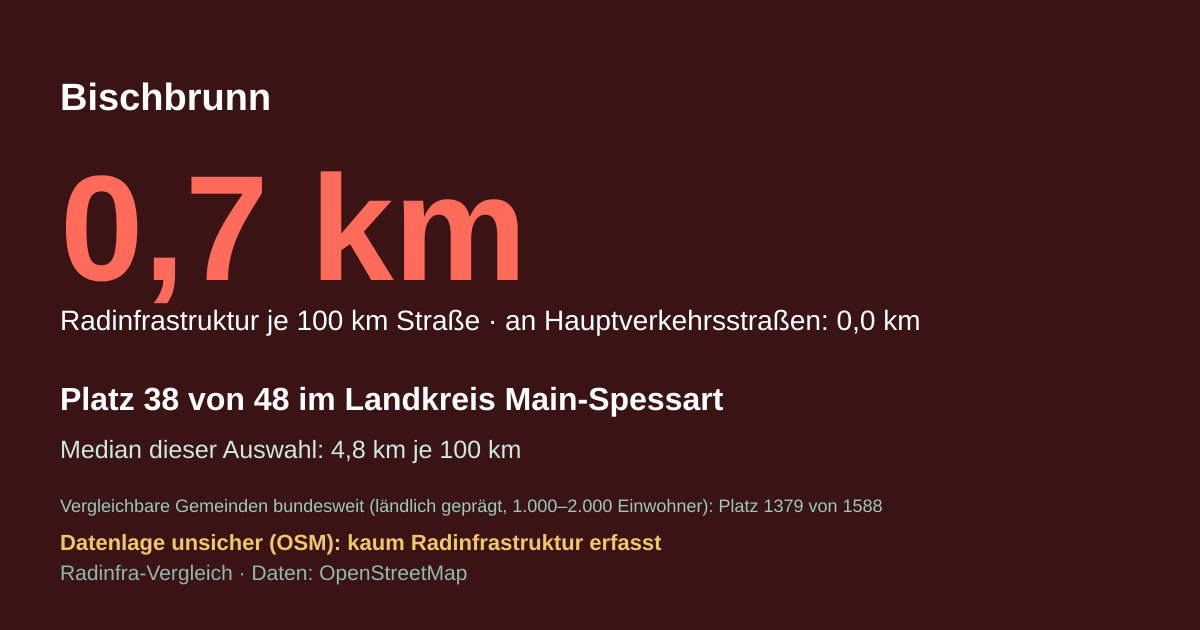 Bischbrunn
0,7 km
Radinfrastruktur je 100 km Straße · an Hauptverkehrsstraßen: 0,0 km
Platz 38 von 48 im Landkreis Main-Spessart
Median dieser Auswahl: 4,8 km je 100 km
Vergleichbare Gemeinden bundesweit (ländlich geprägt, 1.000–2.000 Einwohner): Platz 1379 von 1588
Datenlage unsicher (OSM): kaum Radinfrastruktur erfasst
Radinfra-Vergleich · Daten: OpenStreetMap